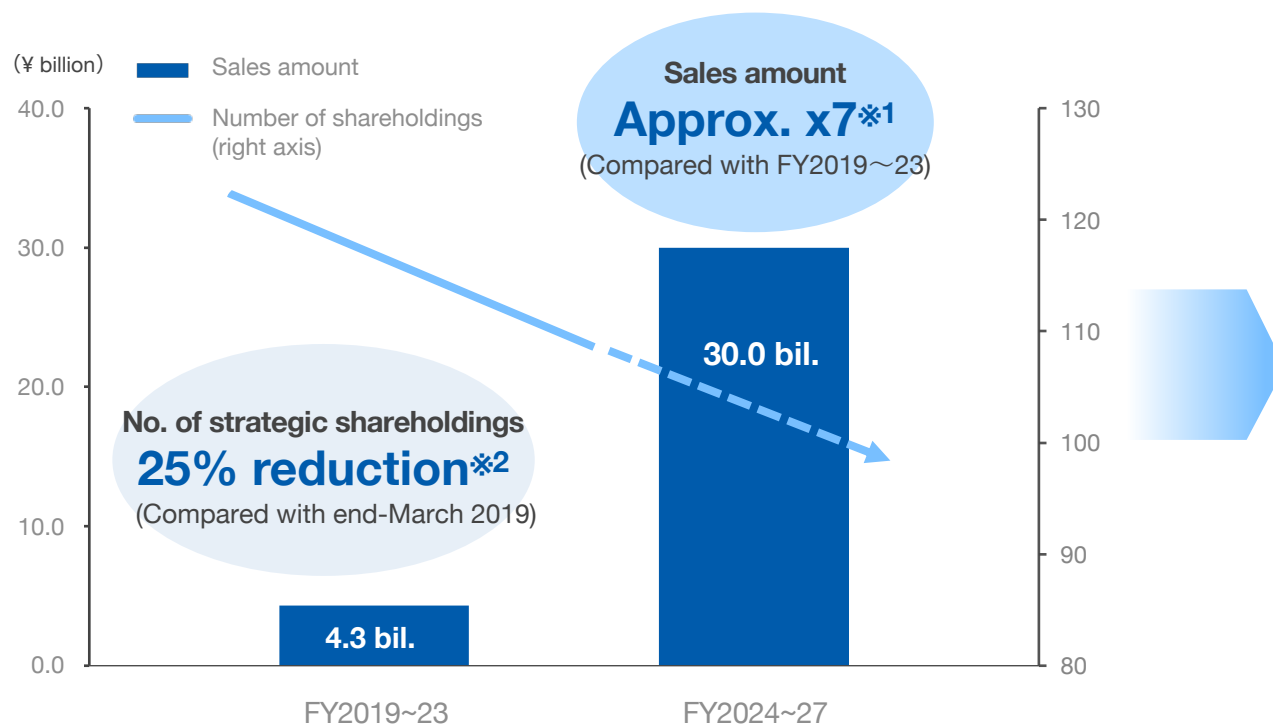 (¥ billion)
Sales amount
Number of shareholdings
(right axis)
40.0
30.0
20.0
10.0
0.0
Sales amount
Approx. x7※1
(Compared with FY2019～23)
130
120
110
100
90
80
30.0 bil.
No. of strategic shareholdings
25% reduction※2
(Compared with end-March 2019)
4.3 bil.
FY2019~23
FY2024~27